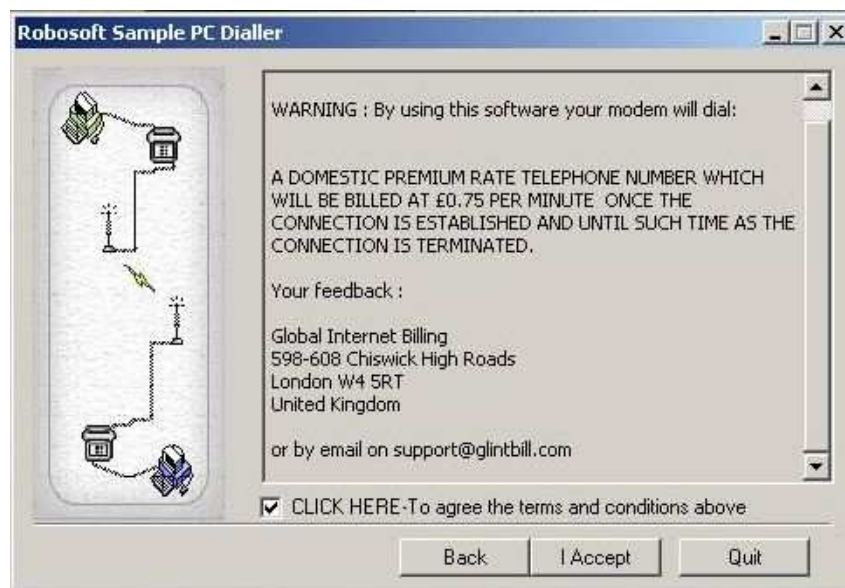 Robosoft Sample PC Dialler
WARNING : By using this software your modem will dial:
A DOMESTIC PREMIUM RATE TELEPHONE NUMBER WHICH
WILL BE BILLED AT £0.75 PER MINUTE ONCE THE
CONNECTION IS ESTABLISHED AND UNTIL SUCH TIME AS THE
CONNECTION IS TERMINATED.
Your feedback :
Global Internet Billing
598-608 Chiswick High Roads
London W4 5RT
United Kingdom
or by email on support@glintbill.com
CLICK HERE-To agree the terms and conditions above
Back
I Accept
Quit